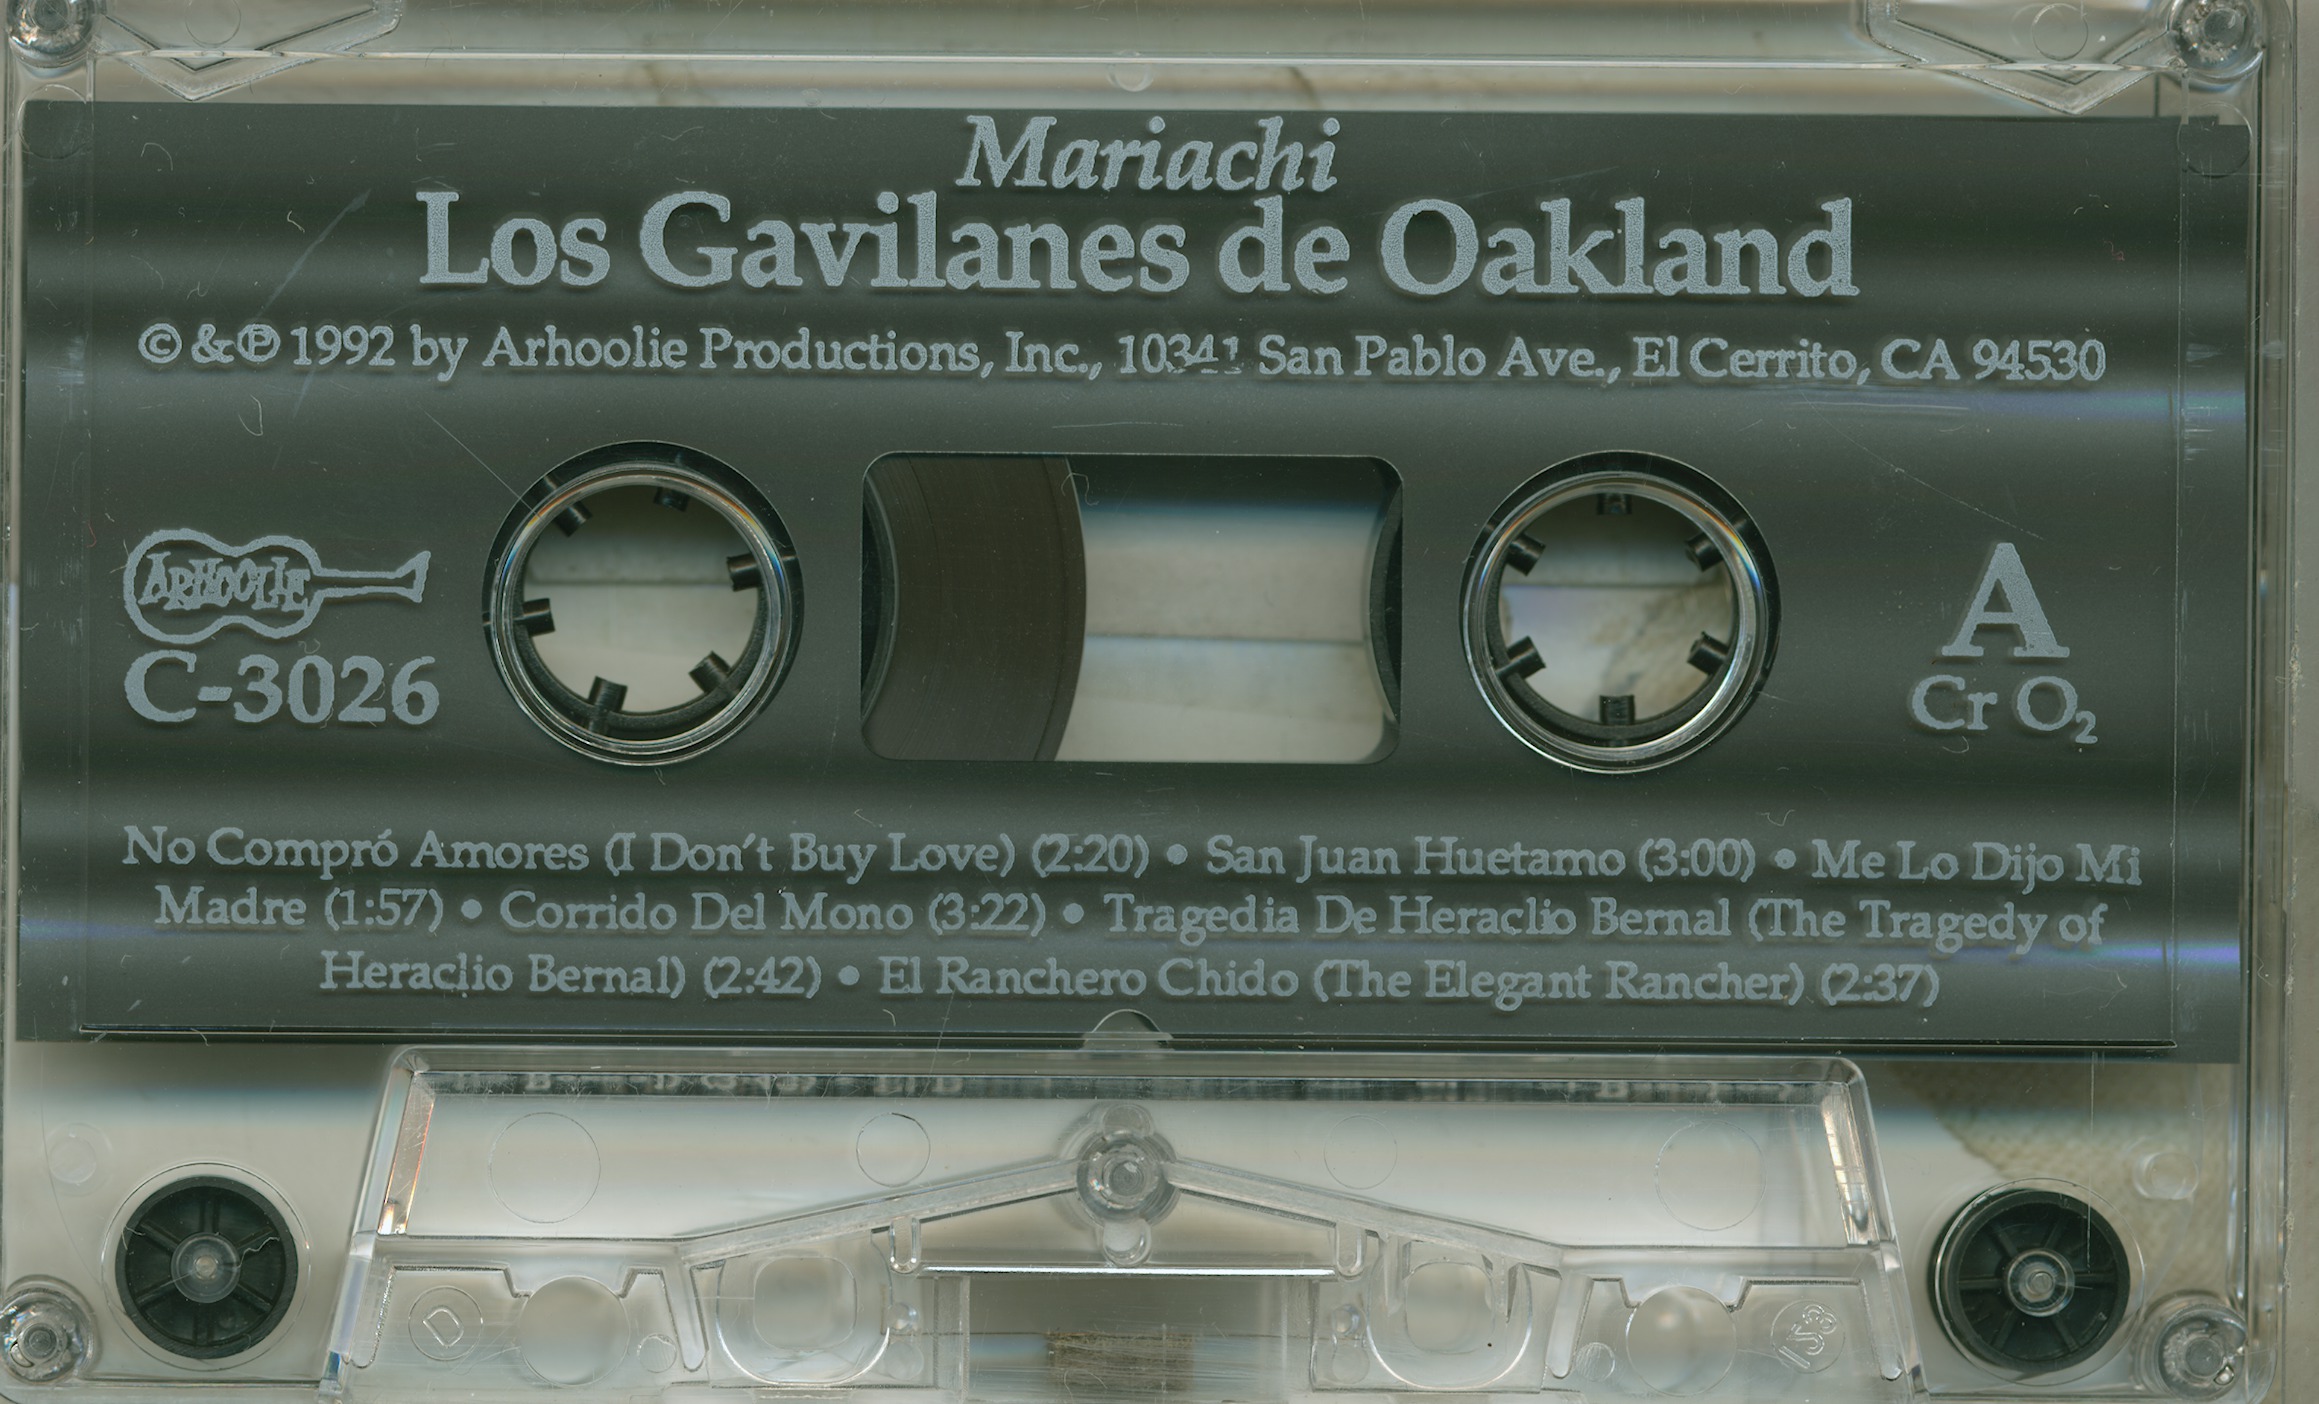 Mariachi
Los Gavilanes de Oakland
© & ℗ 1992 by Arhoolie Productions, Inc., 10341 San Pablo Ave., El Cerrito, CA 94530
ARHOOLIE
C-3026
A
Cr O₂
No Compró Amores (I Don't Buy Love) (2:20) • San Juan Huetamo (3:00) • Me Lo Dijo Mi
Madre (1:57) • Corrido Del Mono (3:22) • Tragedia De Heraclio Bernal (The Tragedy of
Heraclio Bernal) (2:42) • El Ranchero Chido (The Elegant Rancher) (2:37)
D